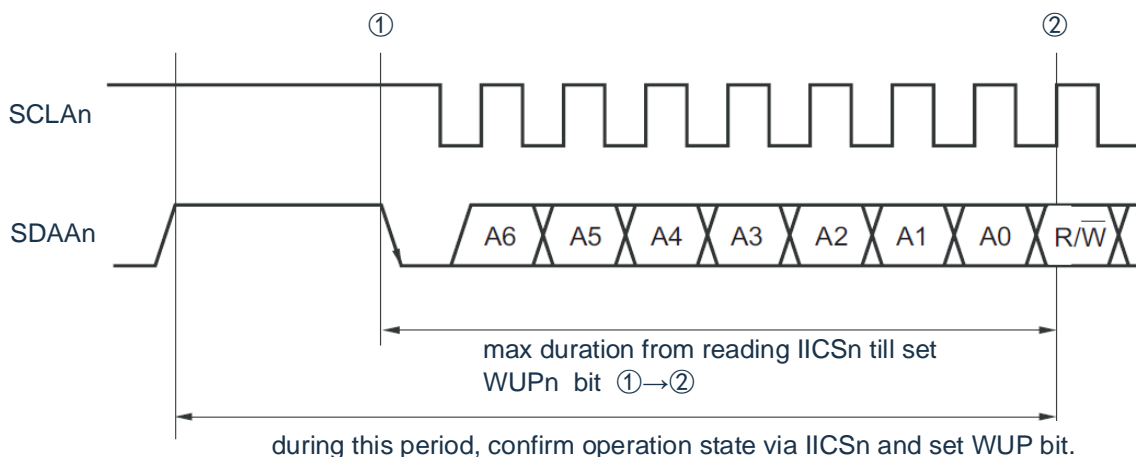 ① ②
SCLAn
SDAAn
A6 A5 A4 A3 A2 A1 A0 R/W̅
max duration from reading IICSn till set
WUPn bit ①→②
during this period, confirm operation state via IICSn and set WUP bit.